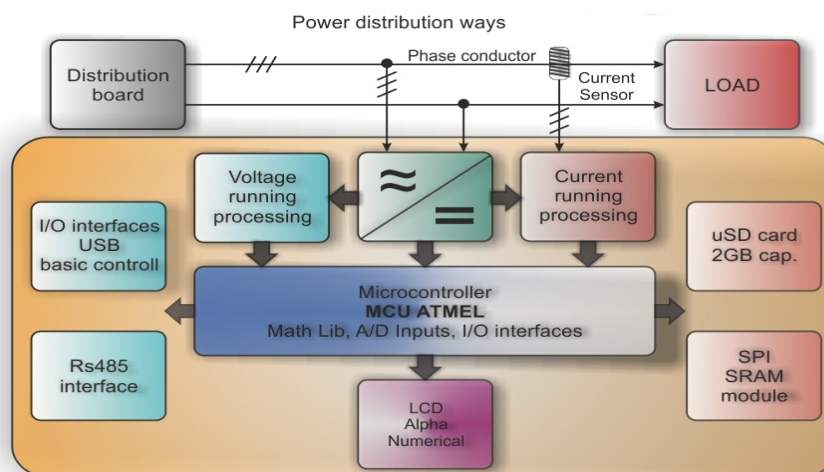 Power distribution ways
Distribution
board
Phase conductor
Current
Sensor
LOAD
Voltage
running
processing
≈
=
Current
running
processing
I/O interfaces
USB
basic controll
uSD card
2GB cap.
Microcontroller
MCU ATMEL
Math Lib, A/D Inputs, I/O interfaces
Rs485
interface
SPI
SRAM
module
LCD
Alpha
Numerical